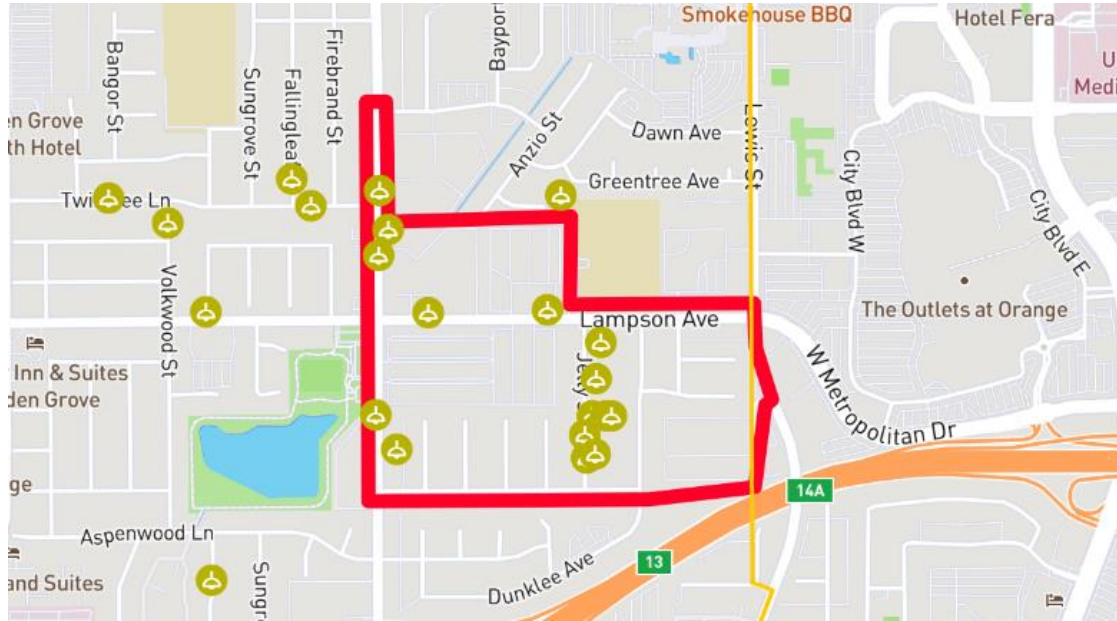 Smokehouse BBQ
Hotel Fera
U
Medi
Bangor St
Sungrove St
Firebrand St
Anzio St
Dawn Ave
Lewis St
en Grove
th Hotel
Greentree Ave
City Blvd W
City Blvd E
Volkwood St
The Outlets at Orange
Lampson Ave
Inn & Suites
den Grove
W Metropolitan Dr
ge
14A
Aspenwood Ln
13
and Suites
Dunklee Ave